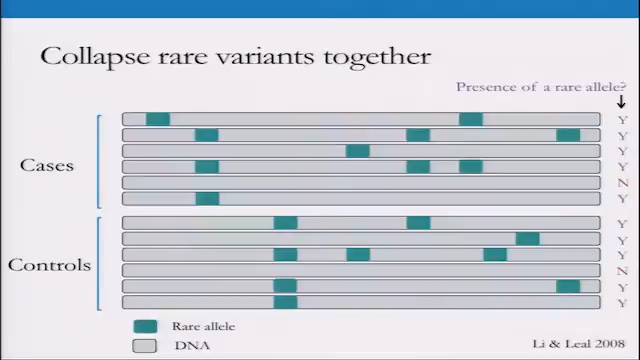 Collapse rare variants together
Presence of a rare allele?
Y
Y
Y
Cases
Y
N
Y
Y
Y
Controls
Y
N
Y
Y
Rare allele
DNA
Li & Leal 2008